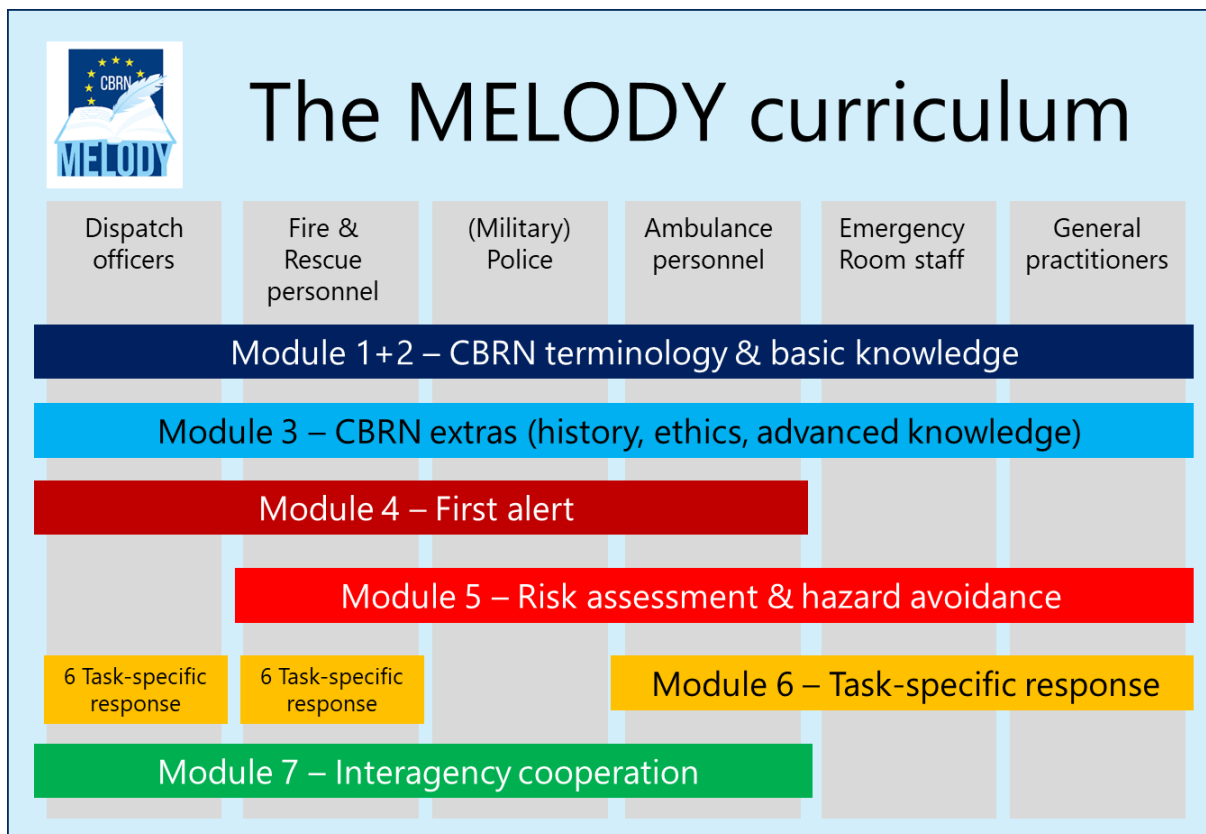 CBRN
MELODY
The MELODY curriculum
Dispatch
officers
Fire &
Rescue
personnel
(Military)
Police
Ambulance
personnel
Emergency
Room staff
General
practitioners
Module 1+2 – CBRN terminology & basic knowledge
Module 3 – CBRN extras (history, ethics, advanced knowledge)
Module 4 – First alert
Module 5 – Risk assessment & hazard avoidance
6 Task-specific
response
6 Task-specific
response
Module 6 – Task-specific response
Module 7 – Interagency cooperation